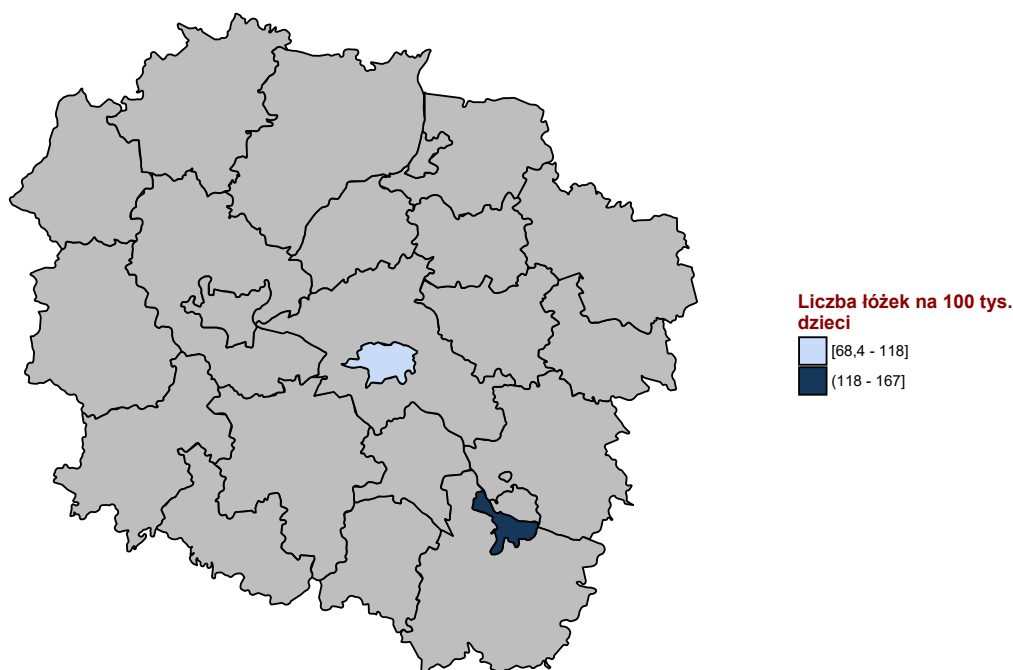 Liczba łóżek na 100 tys.
dzieci
[68,4 - 118]
(118 - 167]